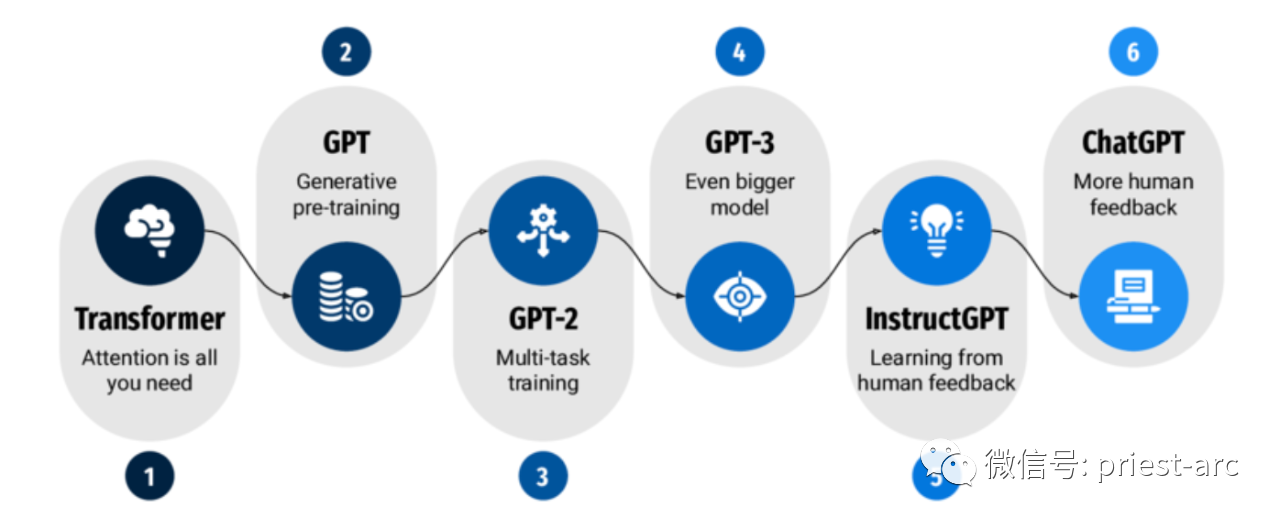 1
Transformer
Attention is all
you need
2
GPT
Generative
pre-training
3
GPT-2
Multi-task
training
4
GPT-3
Even bigger
model
5
InstructGPT
Learning from
human feedback
6
ChatGPT
More human
feedback
微信号: priest-arc